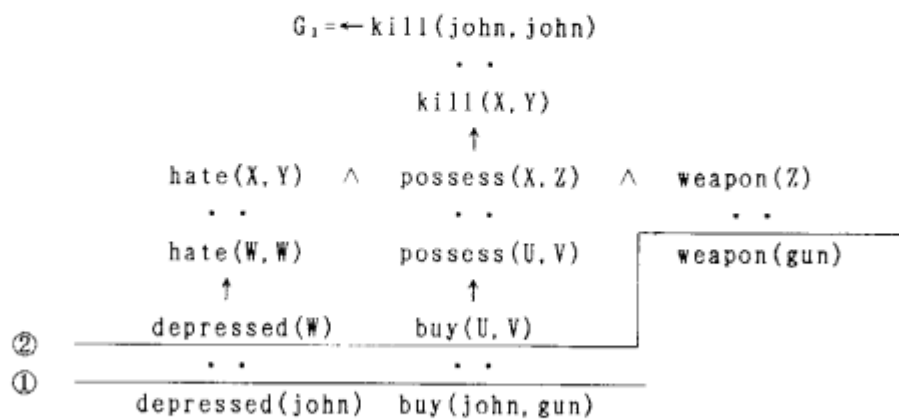 G₁=←kill(john,john)
. .
kill(X,Y)
↑
hate(X,Y) ∧ possess(X,Z) ∧ weapon(Z)
. . . . . .
hate(W,W) possess(U,V) weapon(gun)
↑ ↑
depressed(W) buy(U,V)
②
. . . .
①
depressed(john) buy(john,gun)